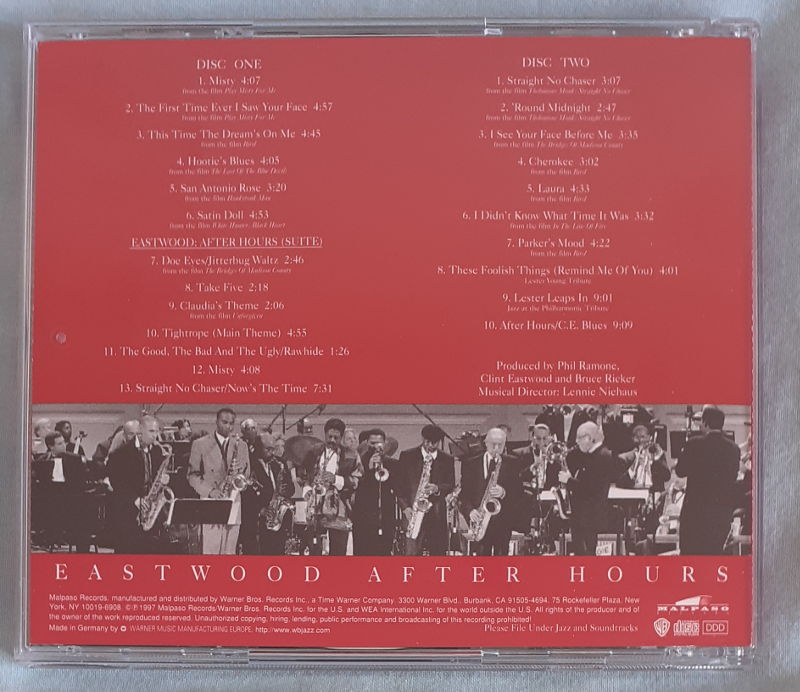 DISC ONE
1. Misty 4:07
from the film Play Misty For Me
2. The First Time Ever I Saw Your Face 4:57
from the film Play Misty For Me
3. This Time The Dream's On Me 4:45
from the film Bird
4. Hootie's Blues 4:05
from the film The Last Of The Blue Devils
5. San Antonio Rose 3:20
from the film Honkytonk Man
6. Satin Doll 4:53
from the film White Hunter, Black Heart
EASTWOOD: AFTER HOURS (SUITE)
7. Doe Eyes/Jitterbug Waltz 2:46
from the film The Bridges Of Madison County
8. Take Five 2:18
9. Claudia's Theme 2:06
from the film Unforgiven
10. Tightrope (Main Theme) 4:55
11. The Good, The Bad And The Ugly/Rawhide 1:26
12. Misty 4:08
13. Straight No Chaser/Now's The Time 7:31
DISC TWO
1. Straight No Chaser 3:07
from the film Thelonious Monk: Straight No Chaser
2. 'Round Midnight 2:47
from the film Thelonious Monk: Straight No Chaser
3. I See Your Face Before Me 3:35
from the film The Bridges Of Madison County
4. Cherokee 3:02
from the film Bird
5. Laura 4:33
from the film Bird
6. I Didn't Know What Time It Was 3:32
from the film In The Line Of Fire
7. Parker's Mood 4:22
from the film Bird
8. These Foolish Things (Remind Me Of You) 4:01
Lester Young Tribute
9. Lester Leaps In 9:01
Jazz at the Philharmonic Tribute
10. After Hours/C.E. Blues 9:09
Produced by Phil Ramone,
Clint Eastwood and Bruce Ricker
Musical Director: Lennie Niehaus
EASTWOOD AFTER HOURS
Malpaso Records. manufactured and distributed by Warner Bros. Records Inc., a Time Warner Company. 3300 Warner Blvd., Burbank, CA 91505-4694. 75 Rockefeller Plaza, New
York, NY 10019-6908. ©℗ 1997 Malpaso Records/Warner Bros. Records Inc. for the U.S. and WEA International Inc. for the world outside the U.S. All rights of the producer and of
the owner of the work reproduced reserved. Unauthorized copying, hiring, lending, public performance and broadcasting of this recording prohibited!
Made in Germany by WARNER MUSIC MANUFACTURING EUROPE. http://www.wbjazz.com
Please File Under Jazz and Soundtracks
MALPASO
WB
COMPACT disc DIGITAL AUDIO
DDD